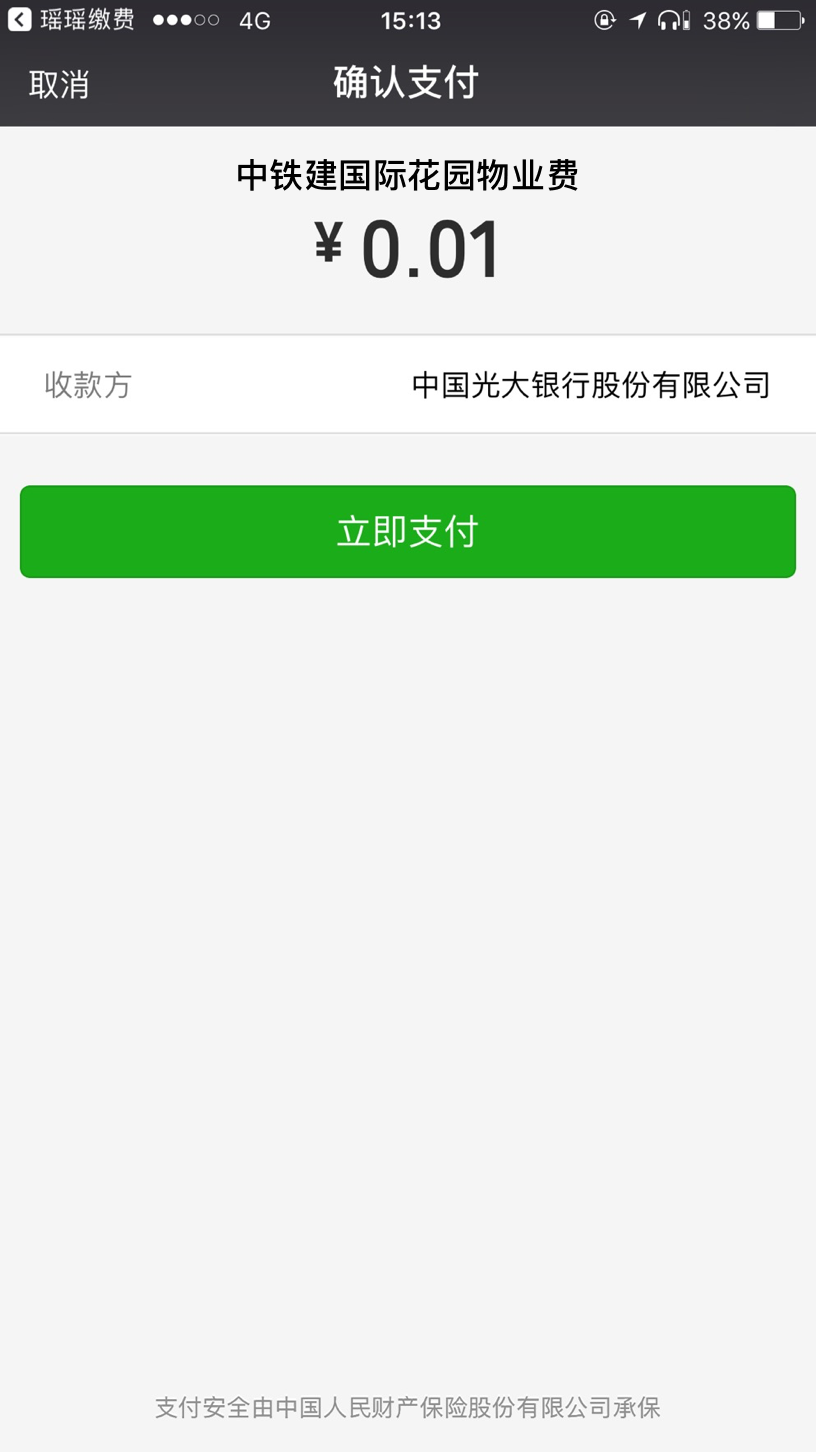 瑶瑶缴费 4G 15:13 38%
取消 确认支付
中铁建国际花园物业费
¥ 0.01
收款方 中国光大银行股份有限公司
立即支付
支付安全由中国人民财产保险股份有限公司承保